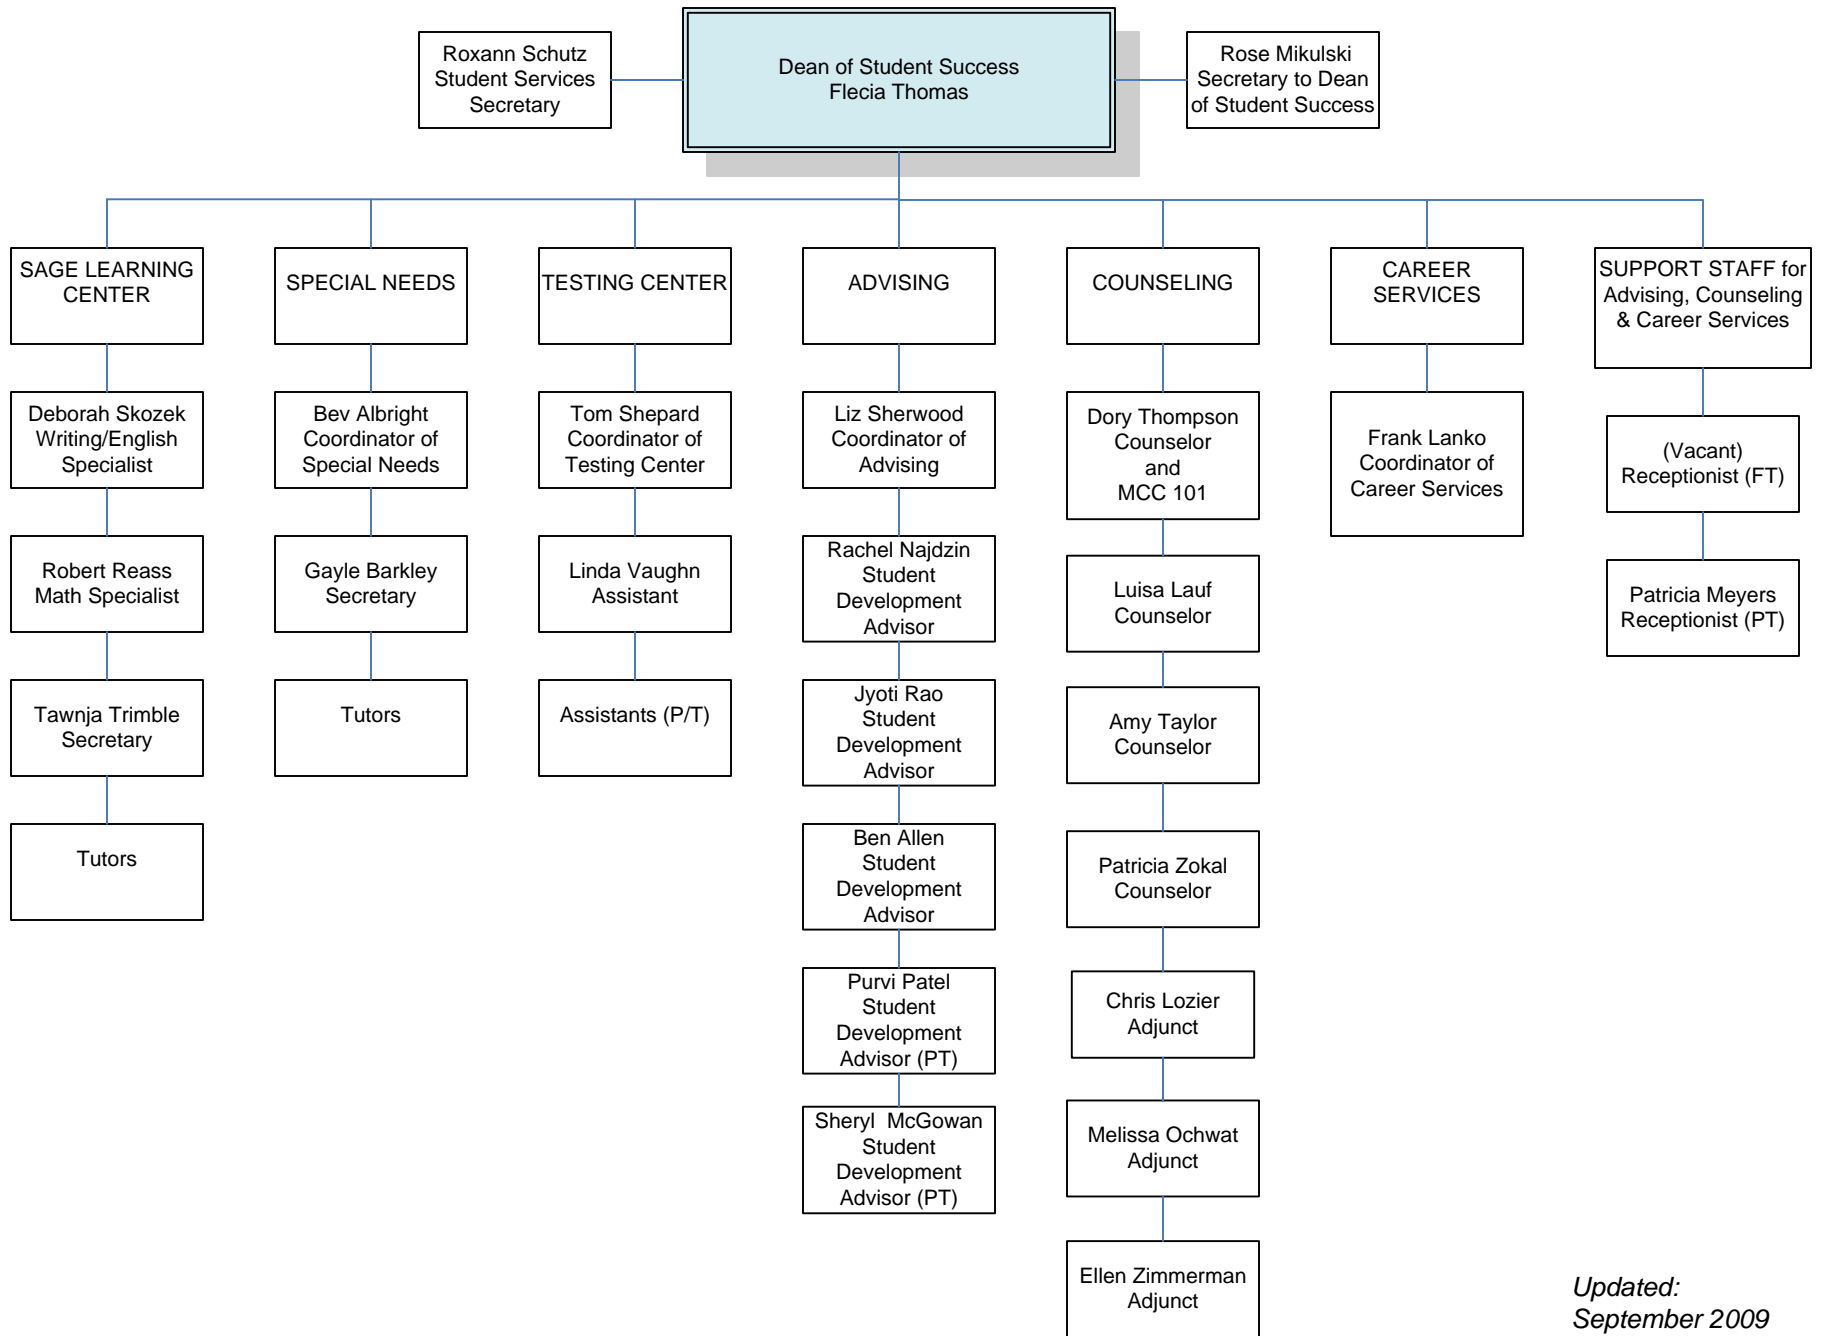 Roxann Schutz
Student Services
Secretary
Dean of Student Success
Flecia Thomas
Rose Mikulski
Secretary to Dean
of Student Success
SAGE LEARNING
CENTER
SPECIAL NEEDS
TESTING CENTER
ADVISING
COUNSELING
CAREER
SERVICES
SUPPORT STAFF for
Advising, Counseling
& Career Services
Deborah Skozek
Writing/English
Specialist
Robert Reass
Math Specialist
Tawnja Trimble
Secretary
Tutors
Bev Albright
Coordinator of
Special Needs
Gayle Barkley
Secretary
Tutors
Tom Shepard
Coordinator of
Testing Center
Linda Vaughn
Assistant
Assistants (P/T)
Liz Sherwood
Coordinator of
Advising
Rachel Najdzin
Student
Development
Advisor
Jyoti Rao
Student
Development
Advisor
Ben Allen
Student
Development
Advisor
Purvi Patel
Student
Development
Advisor (PT)
Sheryl  McGowan
Student
Development
Advisor (PT)
Dory Thompson
Counselor
and
MCC 101
Luisa Lauf
Counselor
Amy Taylor
Counselor
Patricia Zokal
Counselor
Chris Lozier
Adjunct
Melissa Ochwat
Adjunct
Ellen Zimmerman
Adjunct
Frank Lanko
Coordinator of
Career Services
(Vacant)
Receptionist (FT)
Patricia Meyers
Receptionist (PT)
Updated:
September 2009